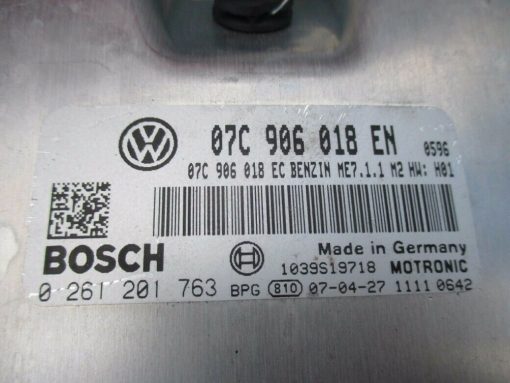 07C 906 018 EN 0596
07C 906 018 EC BENZIN ME7.1.1 M2 HW: H01
BOSCH Made in Germany
1039S19718 MOTRONIC
0 261 201 763 BPG 810 07-04-27 1111 0642